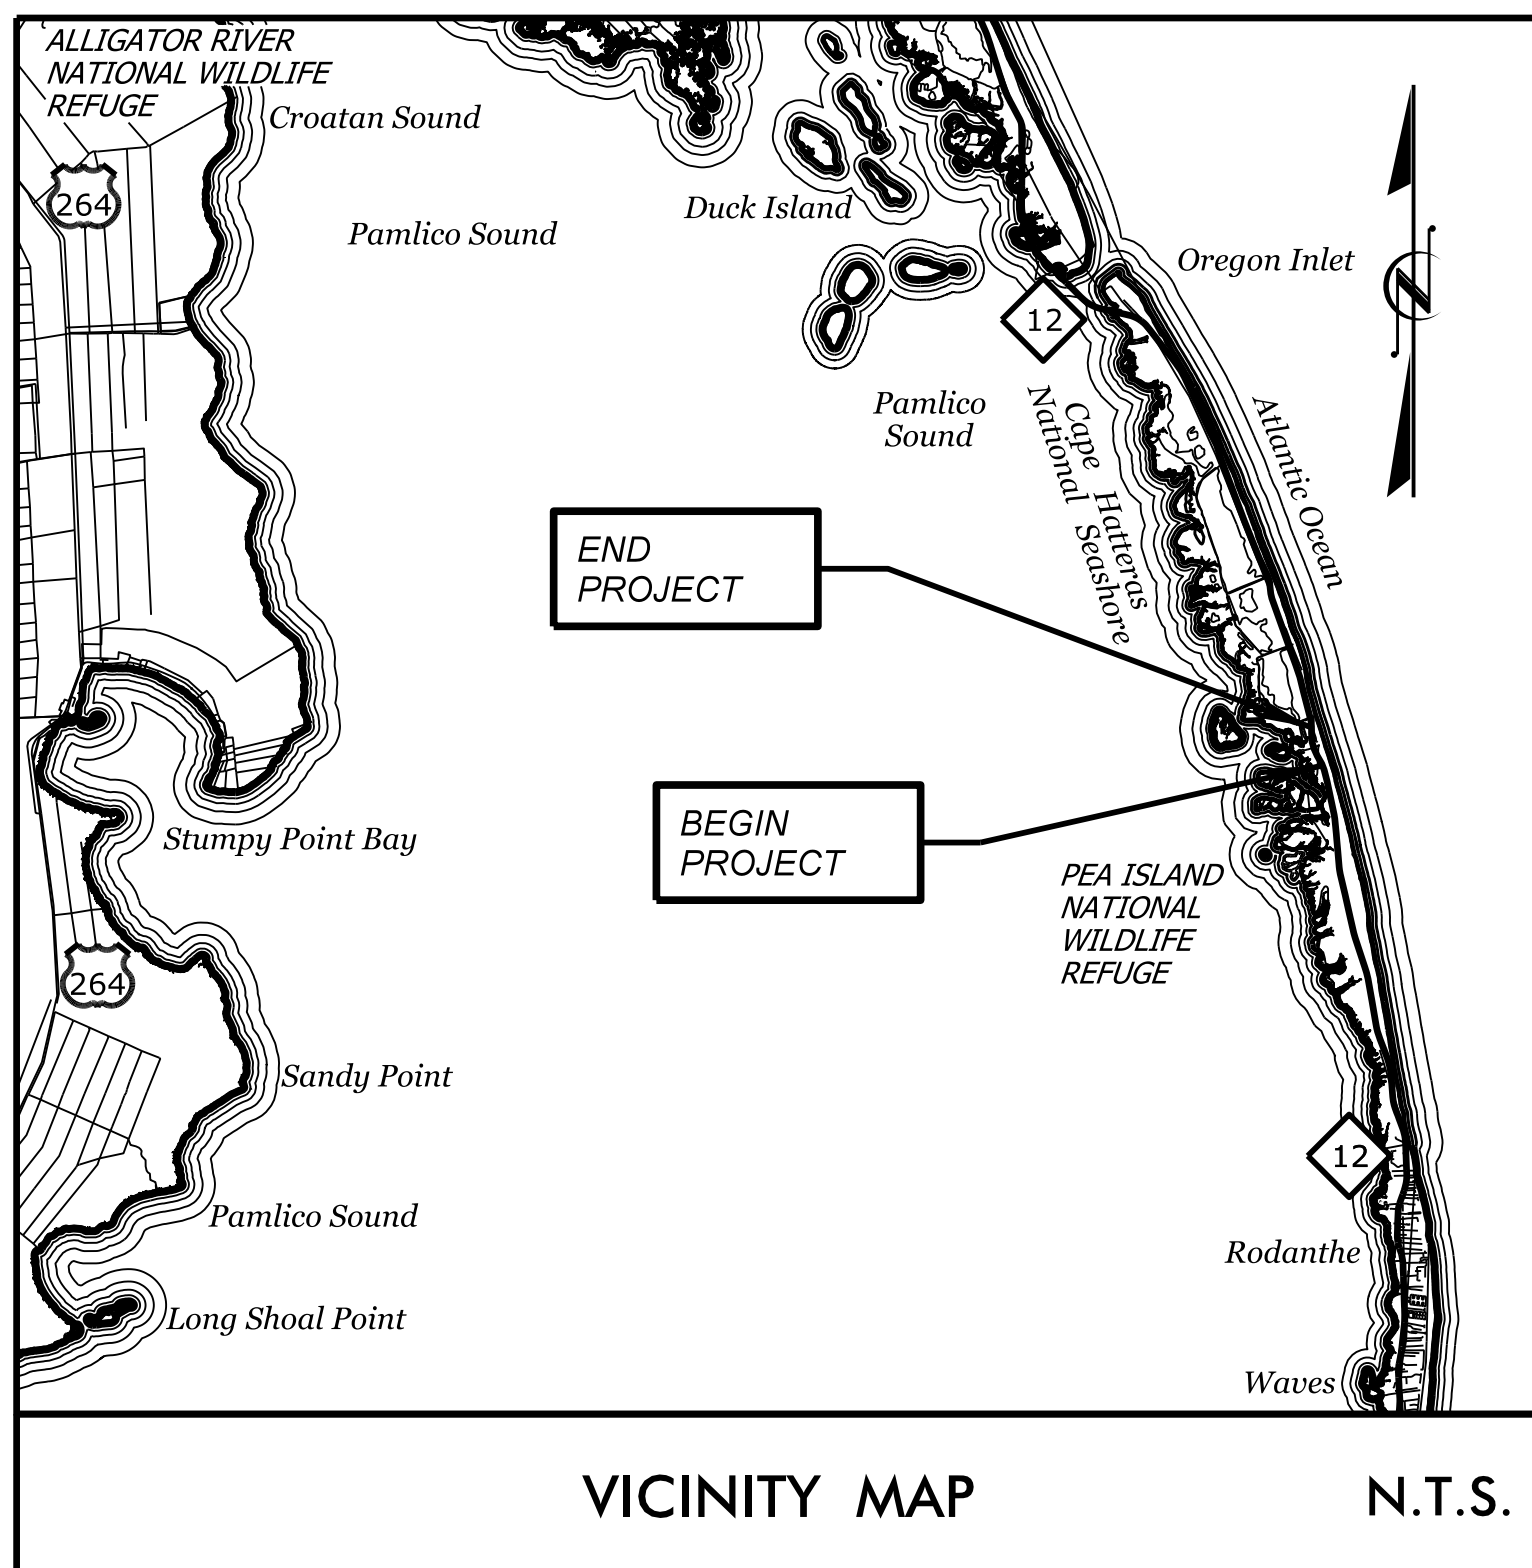 ALLIGATOR RIVER
NATIONAL WILDLIFE
REFUGE
Croatan Sound
264
Duck Island
Pamlico Sound
Oregon Inlet
12
Pamlico
Sound
Cape Hatteras
National Seashore
Atlantic Ocean
N
END
PROJECT
BEGIN
PROJECT
Stumpy Point Bay
PEA ISLAND
NATIONAL
WILDLIFE
REFUGE
264
Sandy Point
12
Pamlico Sound
Rodanthe
Long Shoal Point
Waves
VICINITY MAP
N.T.S.